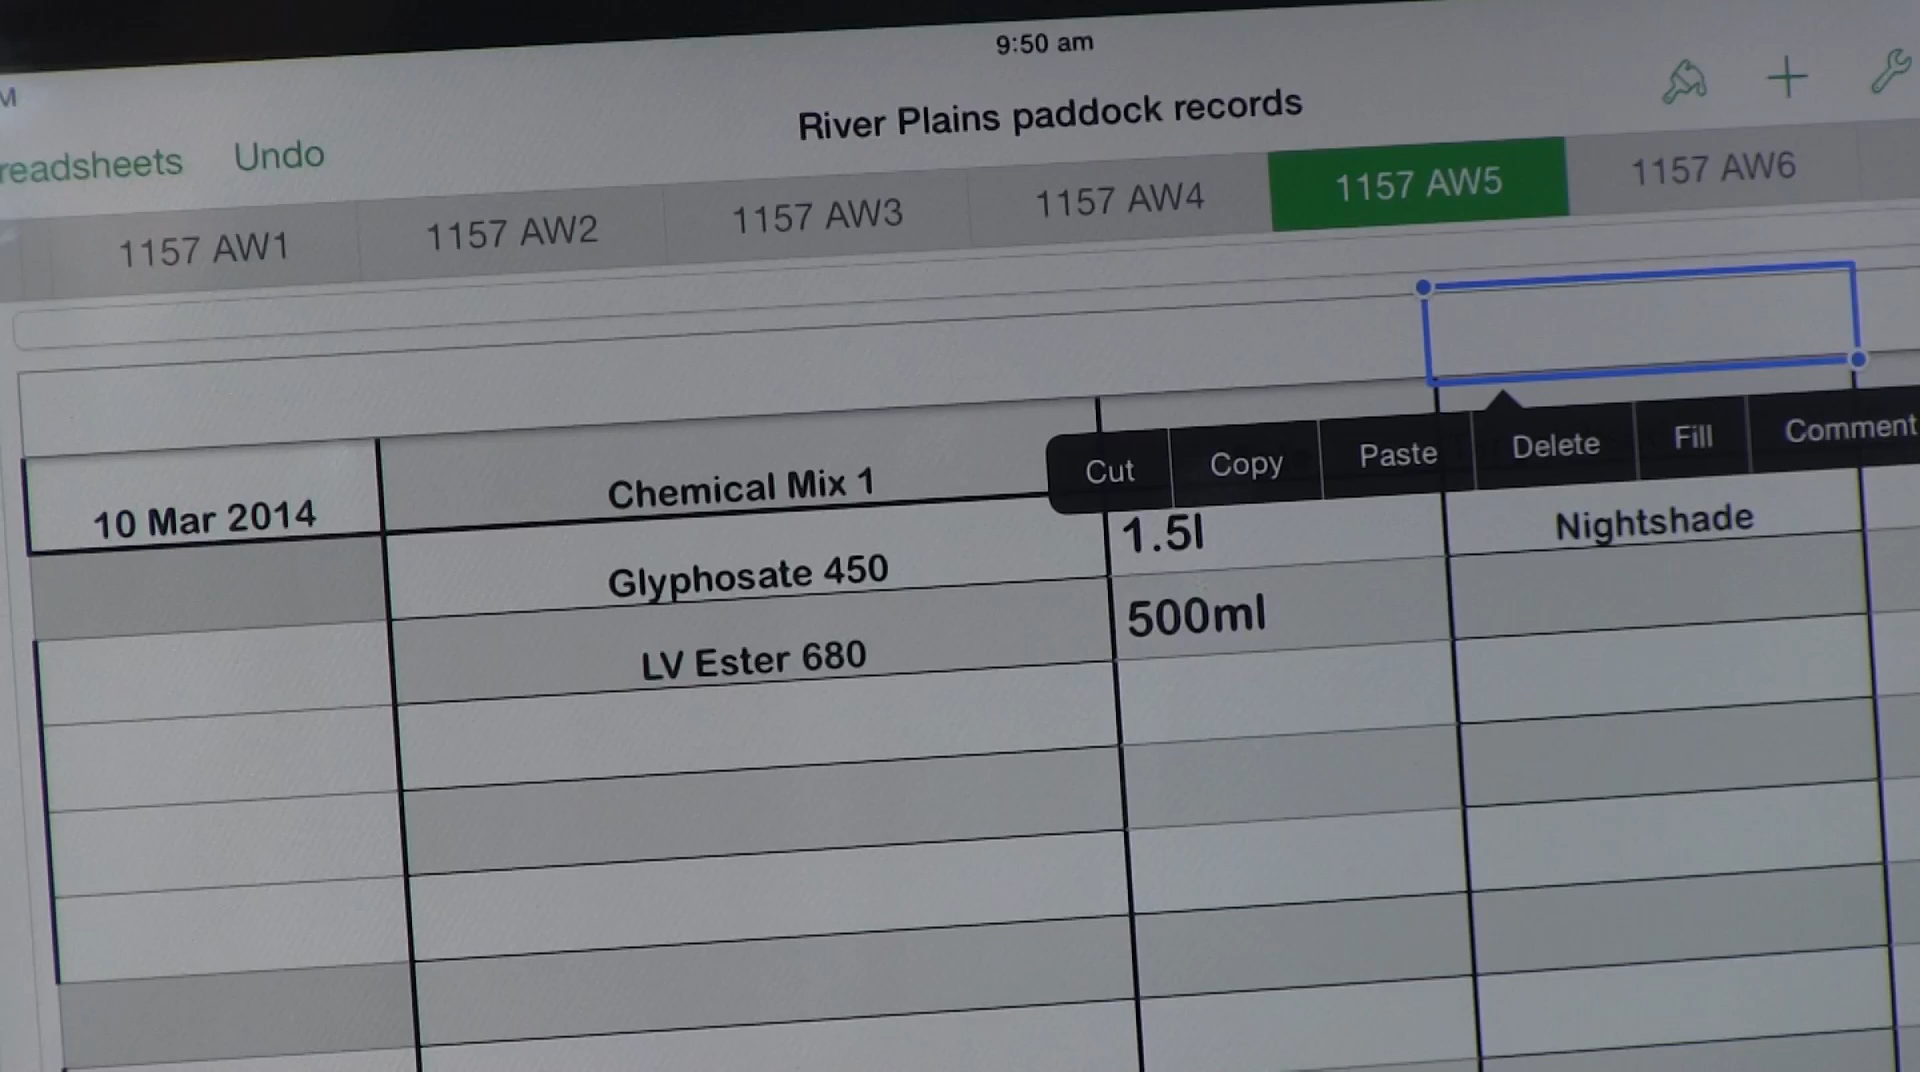 M
9:50 am
readsheets Undo
River Plains paddock records
1157 AW1 1157 AW2 1157 AW3 1157 AW4 1157 AW5 1157 AW6
Cut Copy Paste Delete Fill Comment
10 Mar 2014 Chemical Mix 1
Glyphosate 450 1.5l Nightshade
LV Ester 680 500ml